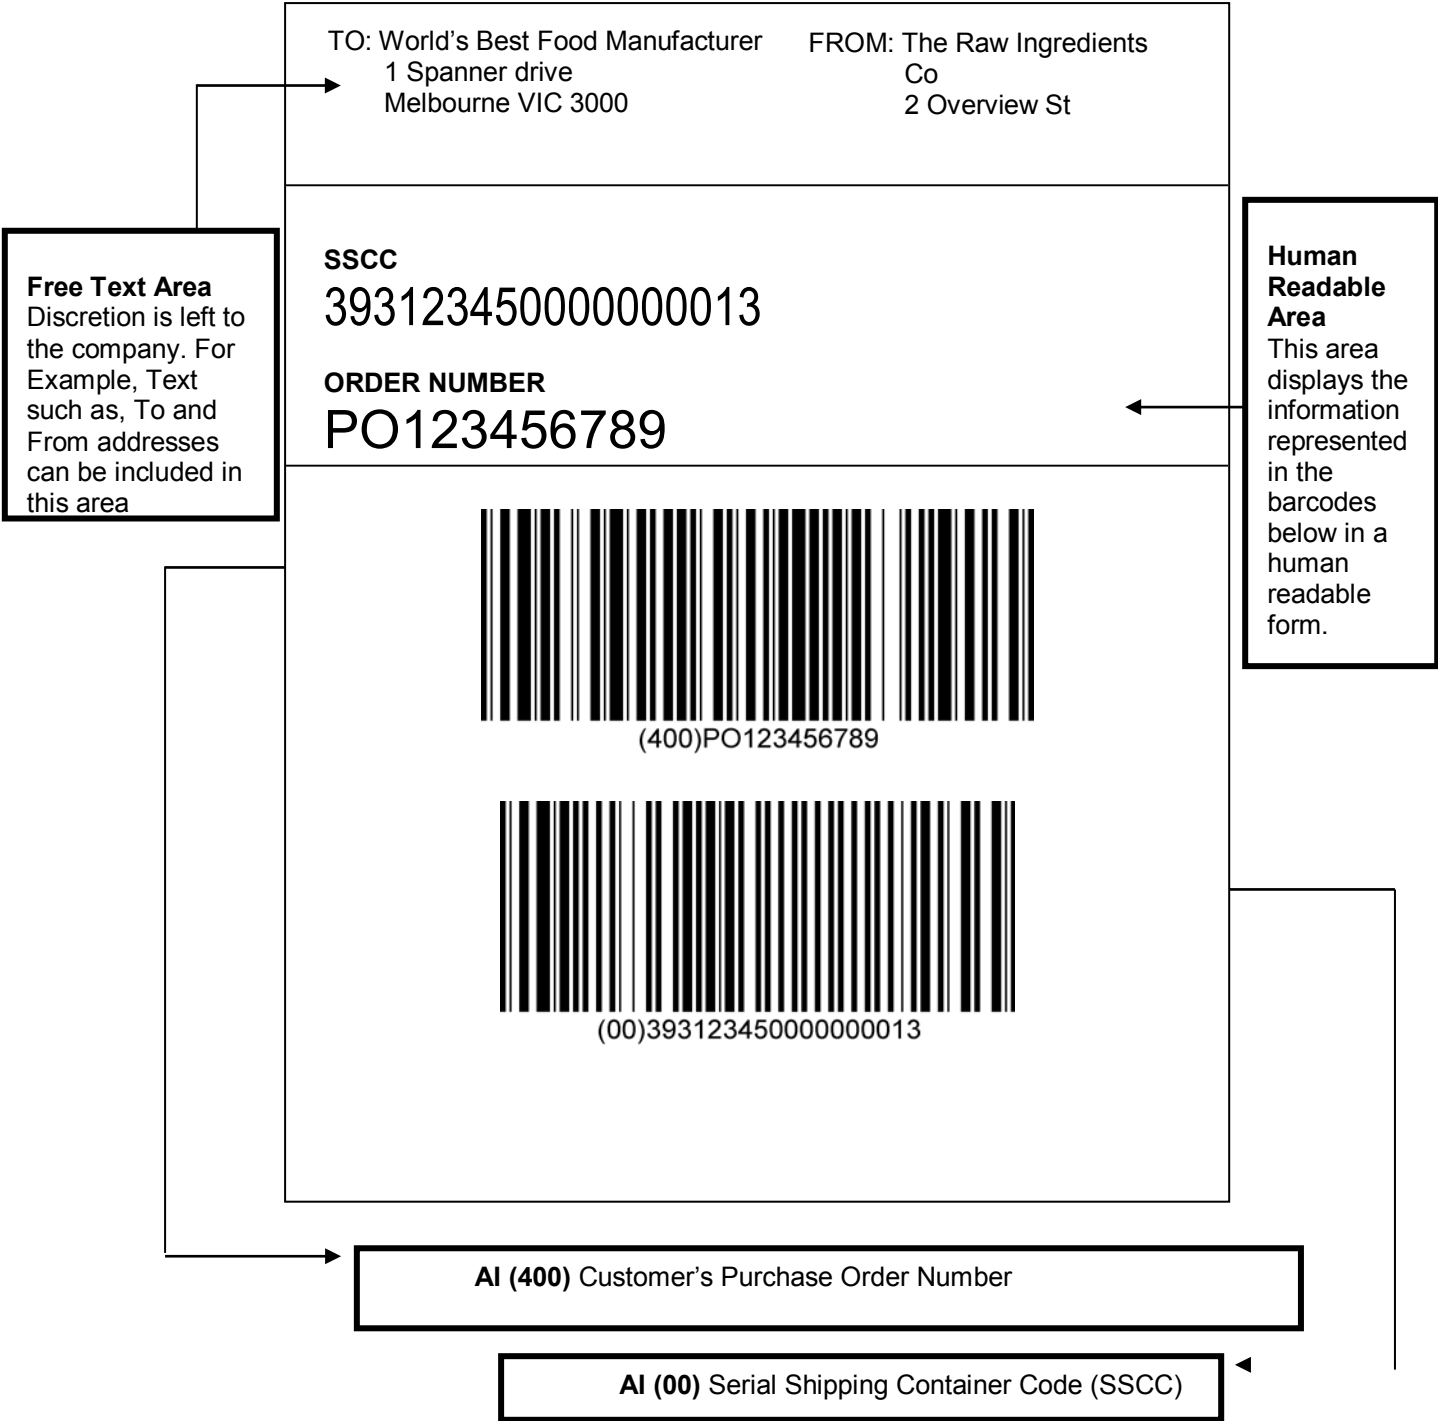 TO: World's Best Food Manufacturer
1 Spanner drive
Melbourne VIC 3000
FROM: The Raw Ingredients
Co
2 Overview St
Free Text Area
Discretion is left to
the company. For
Example, Text
such as, To and
From addresses
can be included in
this area
SSCC
393123450000000013
ORDER NUMBER
PO123456789
Human
Readable
Area
This area
displays the
information
represented
in the
barcodes
below in a
human
readable
form.
(400)PO123456789
(00)393123450000000013
AI (400) Customer's Purchase Order Number
AI (00) Serial Shipping Container Code (SSCC)